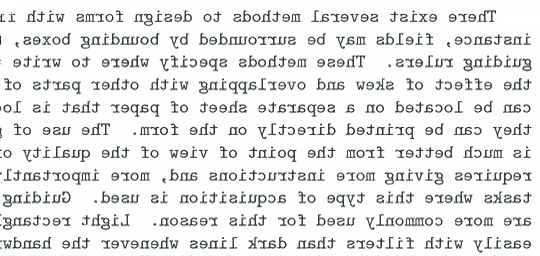 There exist several methods to design forms with
instance, fields may be surrounded by bounding boxes,
guiding rulers. These methods specify where to write
the effect of skew and overlapping with other parts of
can be located on a separate sheet of paper that is
they can be printed directly on the form. The use of
is much better from the point of view of the quality
requires giving more instructions and, more
tasks where this type of acquisition is used. Guiding
are more commonly used for this reason. Light
easily with filters than dark lines whenever the